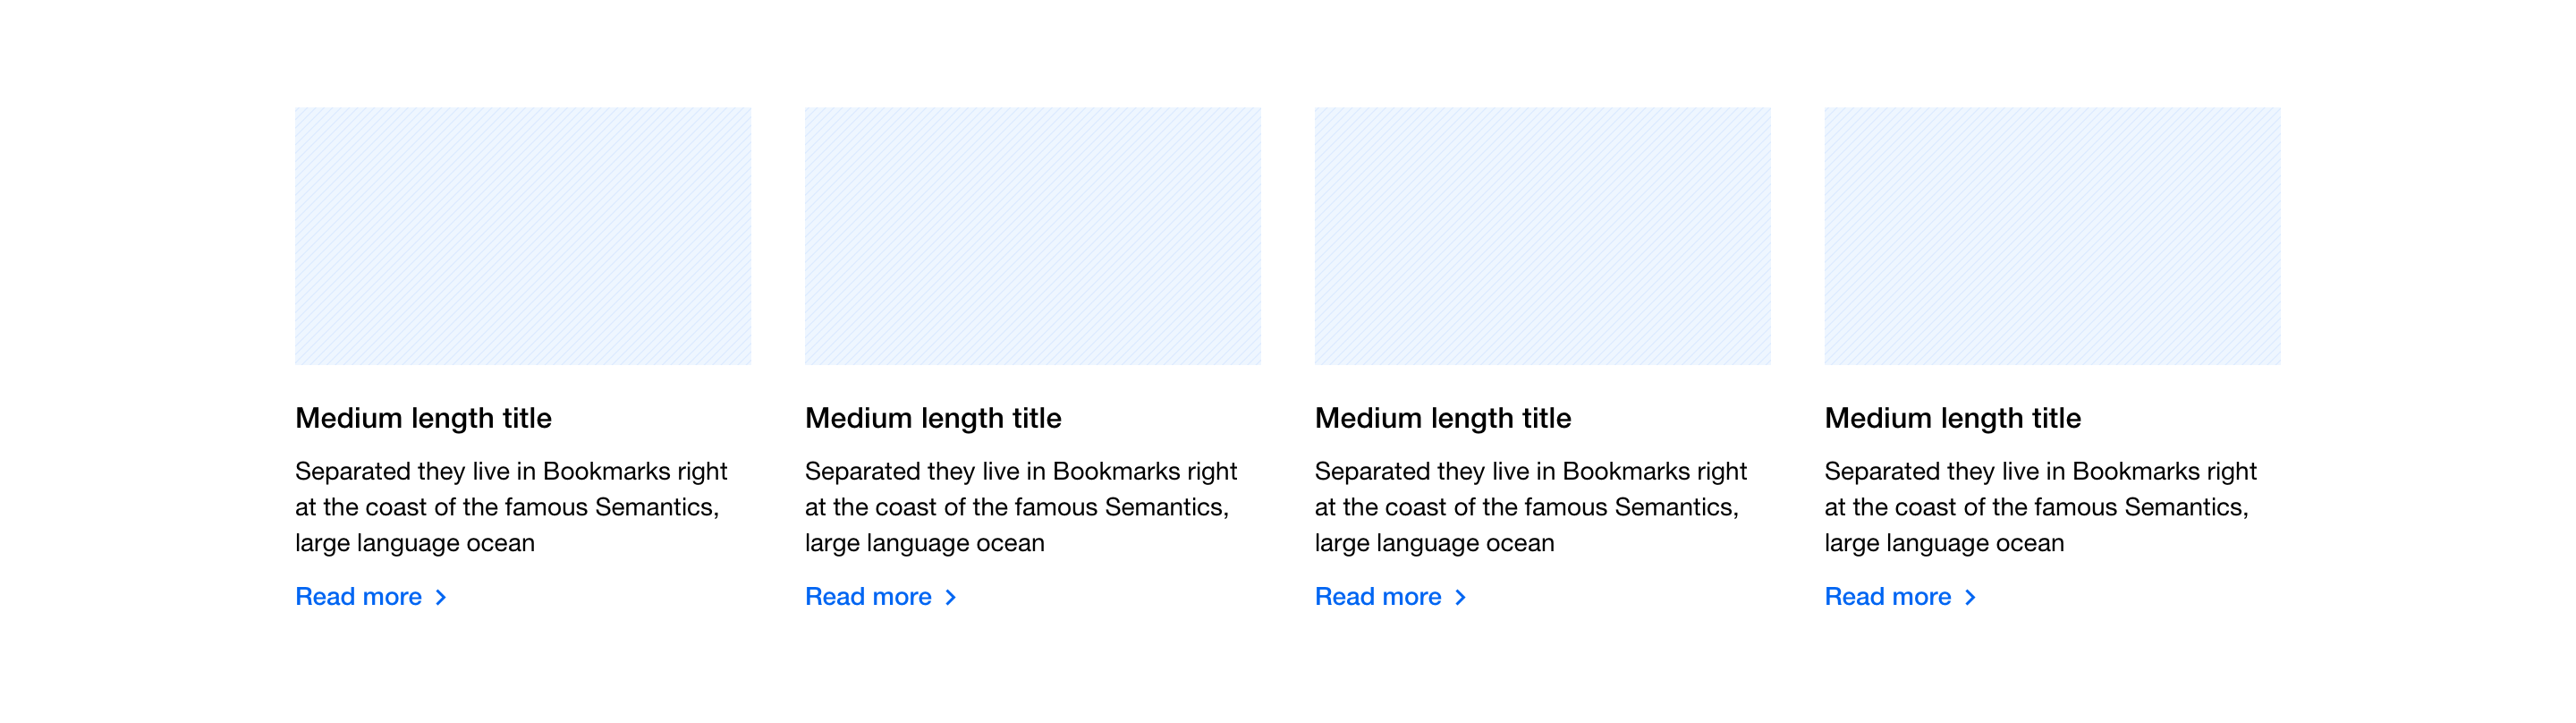 Medium length title
Separated they live in Bookmarks right
at the coast of the famous Semantics,
large language ocean
Read more
Medium length title
Separated they live in Bookmarks right
at the coast of the famous Semantics,
large language ocean
Read more
Medium length title
Separated they live in Bookmarks right
at the coast of the famous Semantics,
large language ocean
Read more
Medium length title
Separated they live in Bookmarks right
at the coast of the famous Semantics,
large language ocean
Read more